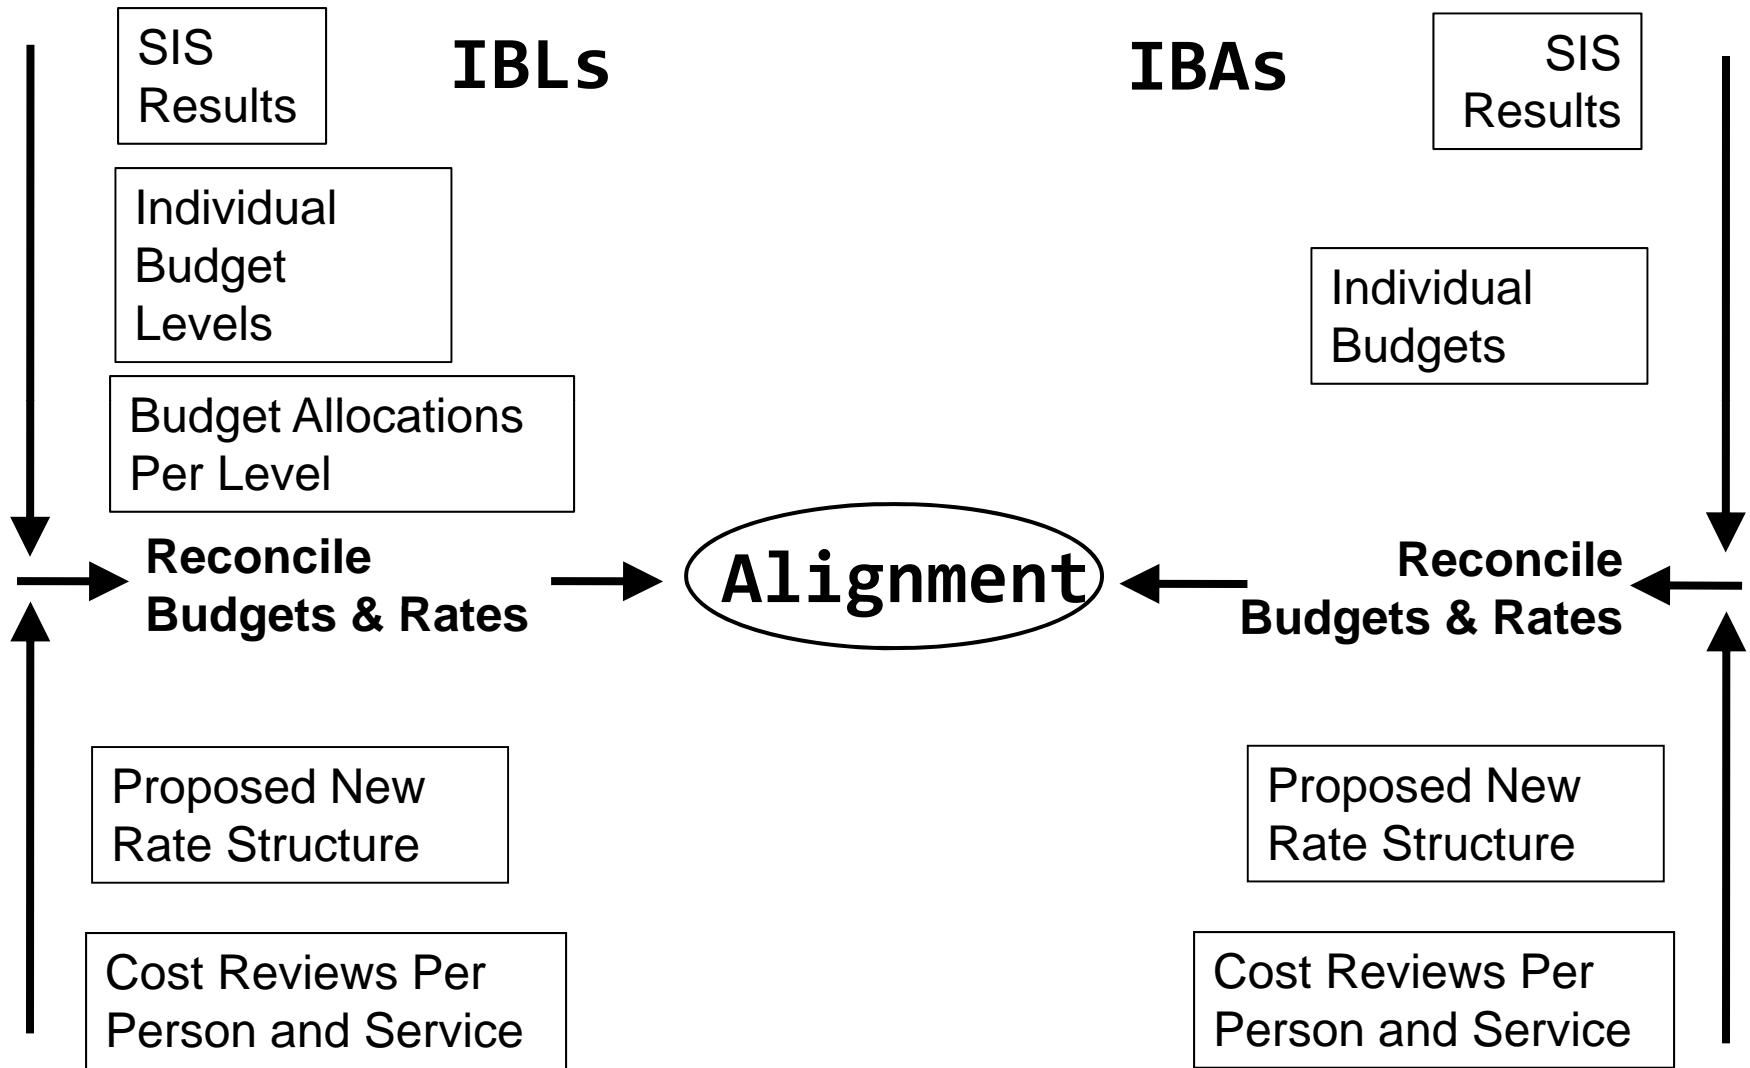 SIS
Results
IBLs
Individual
Budget
Levels
Budget Allocations
Per Level
Reconcile
Budgets & Rates
Proposed New
Rate Structure
Cost Reviews Per
Person and Service
Alignment
IBAs
SIS
Results
Individual
Budgets
Reconcile
Budgets & Rates
Proposed New
Rate Structure
Cost Reviews Per
Person and Service